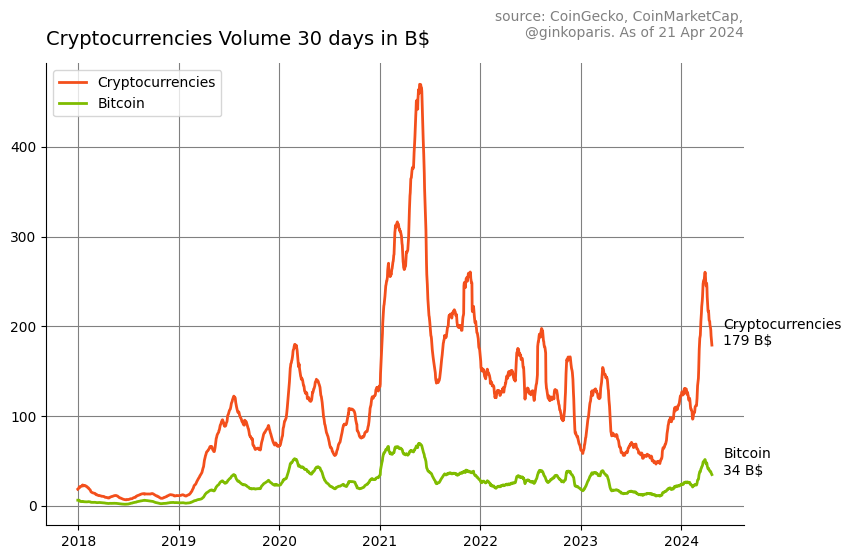 source: CoinGecko, CoinMarketCap,
@ginkoparis. As of 21 Apr 2024
Cryptocurrencies Volume 30 days in B$
Cryptocurrencies
Bitcoin
400
300
200
100
0
Cryptocurrencies
179 B$
Bitcoin
34 B$
2018
2019
2020
2021
2022
2023
2024